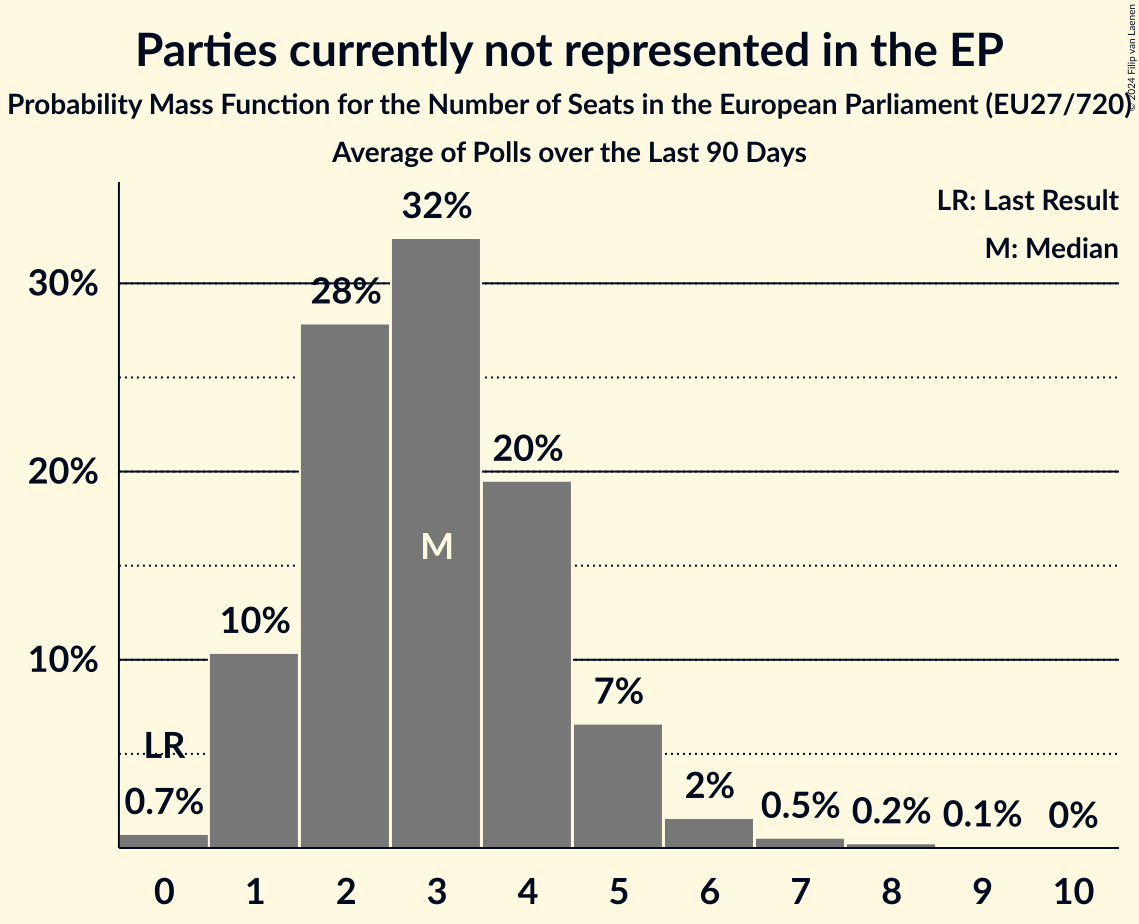 Parties currently not represented in the EP
Probability Mass Function for the Number of Seats in the European Parliament (EU27/720)
Average of Polls over the Last 90 Days
© 2024 Filip van Laenen
LR: Last Result
M: Median
30%
20%
10%
LR
0.7%
10%
28%
32%
M
20%
7%
2%
0.5%
0.2%
0.1%
0%
0 1 2 3 4 5 6 7 8 9 10